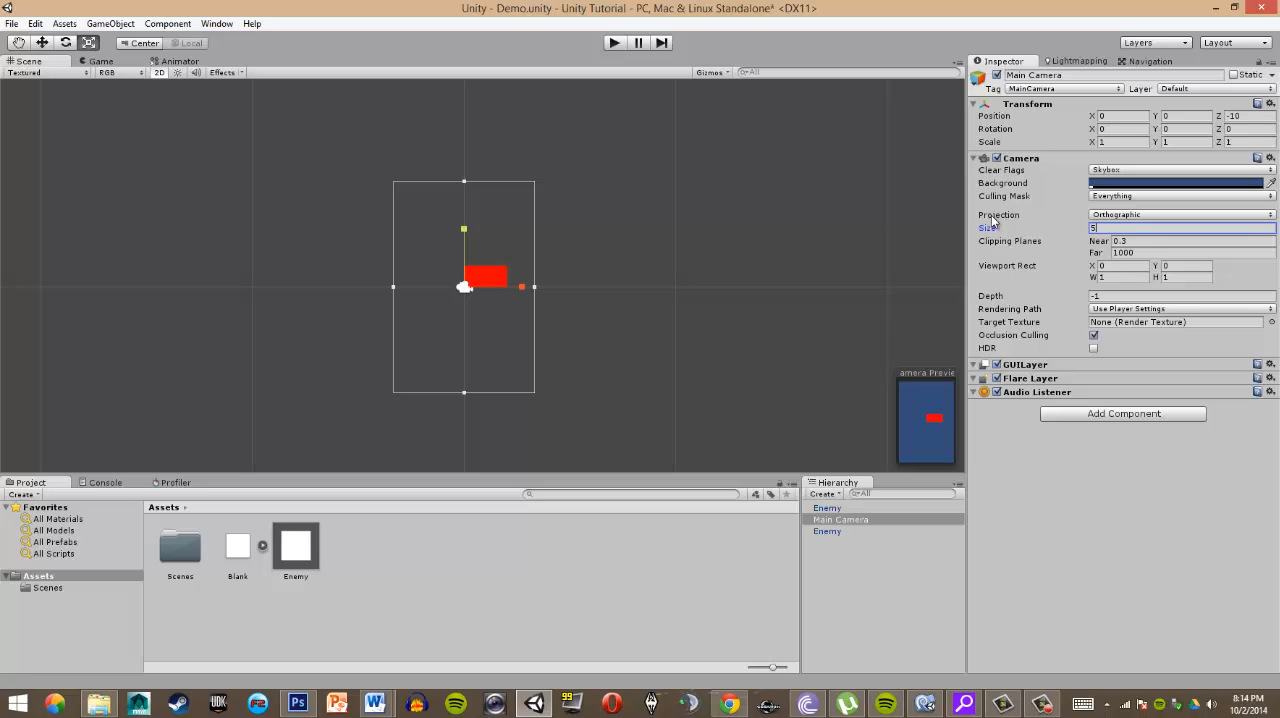 Unity - Demo.unity - Unity Tutorial - PC, Mac & Linux Standalone* <DX11>
File Edit Assets GameObject Component Window Help
Center Local Layers Layout
Scene Game Animator
Textured RGB 2D Effects Gizmos All
Inspector Lightmapping Navigation
Main Camera Static
Tag MainCamera Layer Default
Transform
Position X 0 Y 0 Z -10
Rotation X 0 Y 0 Z 0
Scale X 1 Y 1 Z 1
Camera
Clear Flags Skybox
Background
Culling Mask Everything
Projection Orthographic
Size 5
Clipping Planes Near 0.3
Far 1000
Viewport Rect X 0 Y 0
W 1 H 1
Depth -1
Rendering Path Use Player Settings
Target Texture None (Render Texture)
Occlusion Culling
HDR
GUILayer
Flare Layer
Audio Listener
Add Component
amera Previe
Project Console Profiler
Create
Favorites
All Materials
All Models
All Prefabs
All Scripts
Assets
Scenes
Assets
Scenes Blank Enemy
Hierarchy
Create All
Enemy
Main Camera
Enemy
UDK 99
8:14 PM
10/2/2014